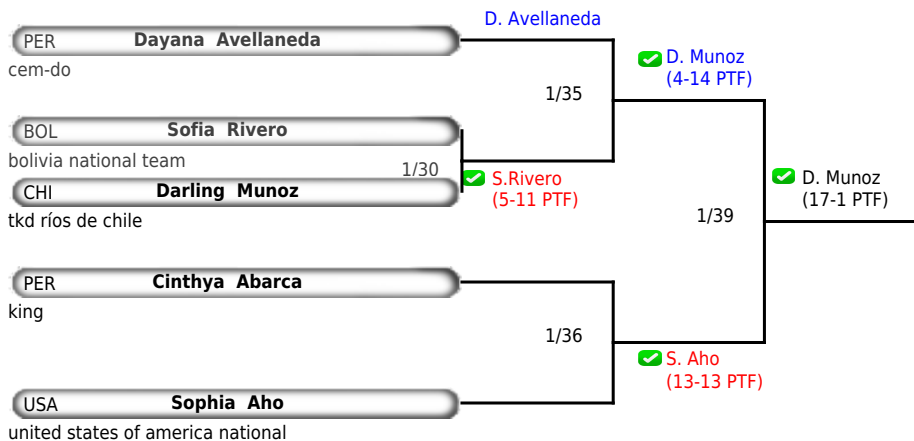 D. Avellaneda
PER Dayana Avellaneda
cem-do
D. Munoz
(4-14 PTF)
1/35
BOL Sofia Rivero
bolivia national team
1/30
CHI Darling Munoz
tkd ríos de chile
S.Rivero
(5-11 PTF)
D. Munoz
(17-1 PTF)
1/39
PER Cinthya Abarca
king
1/36
S. Aho
(13-13 PTF)
USA Sophia Aho
united states of america national